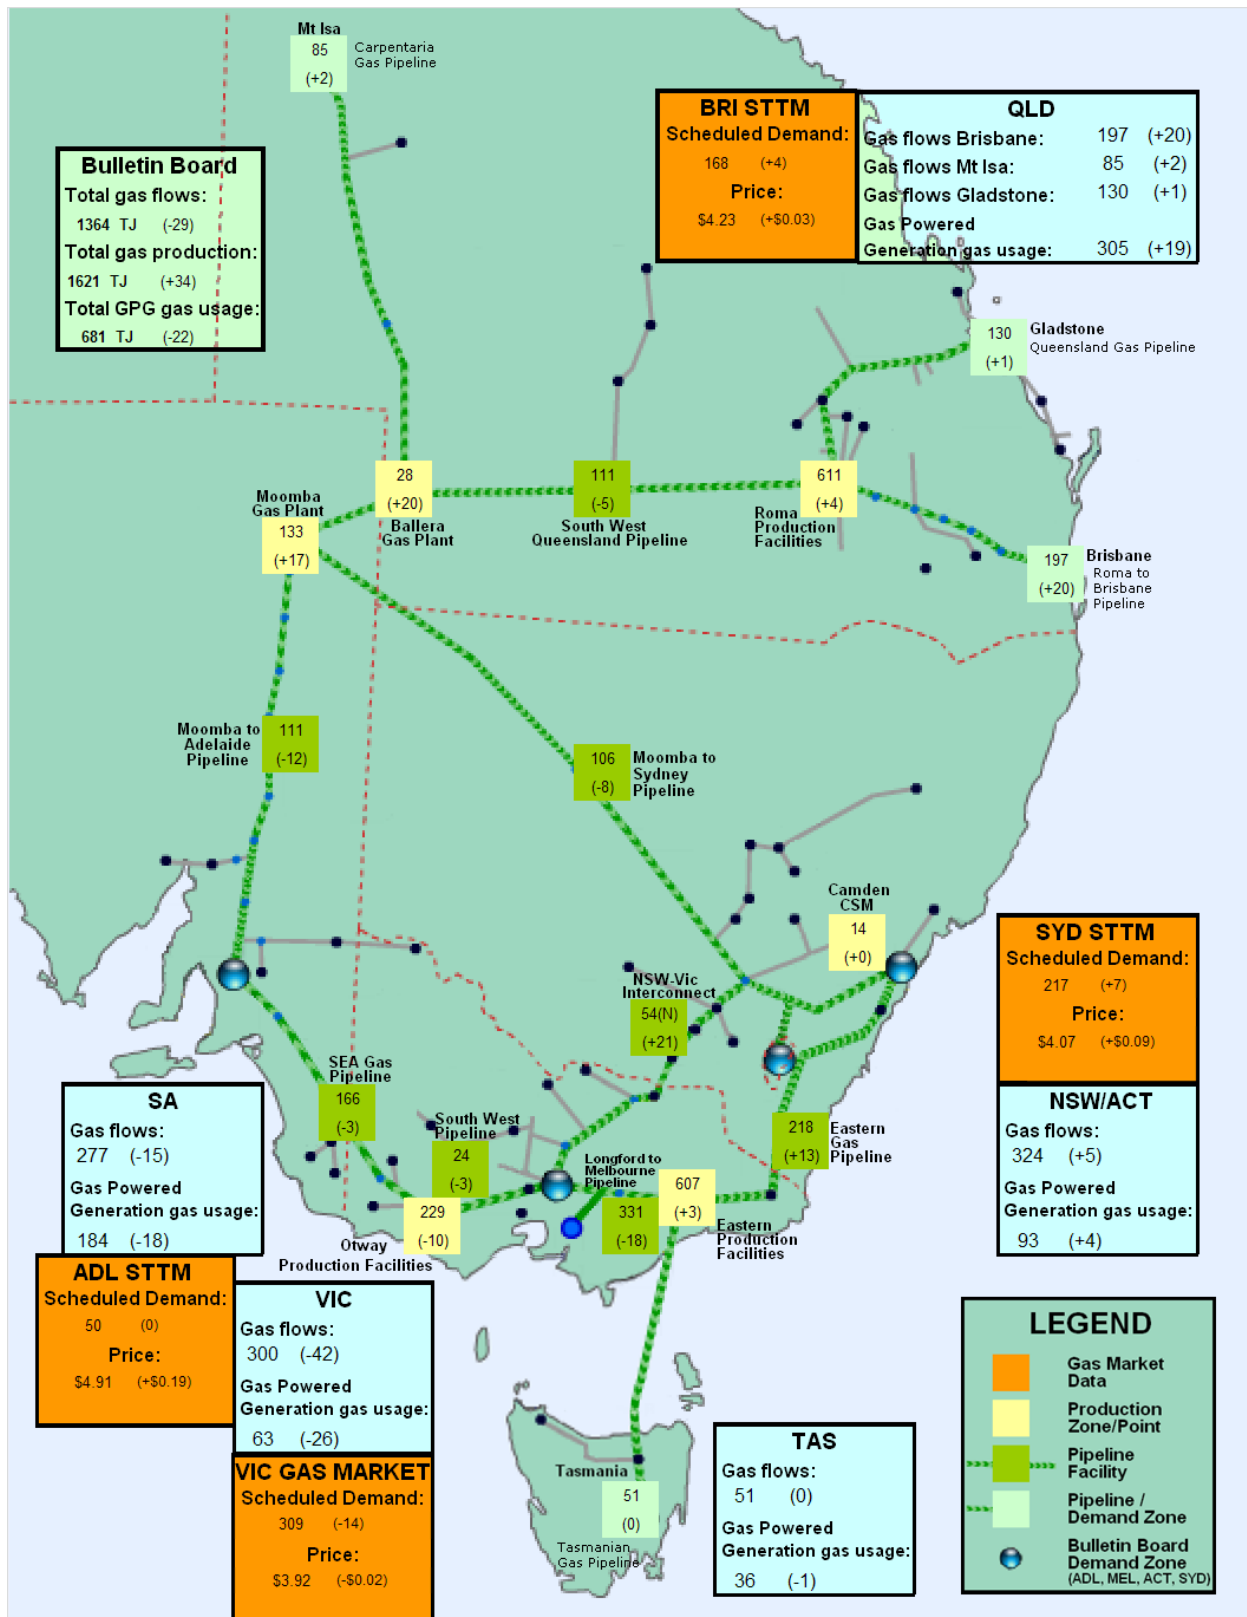 Mt Isa
85
(+2)
Carpentaria
Gas Pipeline
Bulletin Board
Total gas flows:
1364 TJ (-29)
Total gas production:
1621 TJ (+34)
Total GPG gas usage:
681 TJ (-22)
BRI STTM
Scheduled Demand:
168 (+4)
Price:
$4.23 (+$0.03)
QLD
Gas flows Brisbane: 197 (+20)
Gas flows Mt Isa: 85 (+2)
Gas flows Gladstone: 130 (+1)
Gas Powered
Generation gas usage: 305 (+19)
130
(+1)
Gladstone
Queensland Gas Pipeline
28
(+20)
Ballera
Gas Plant
111
(-5)
South West
Queensland Pipeline
611
(+4)
Roma
Production
Facilities
Moomba
Gas Plant
133
(+17)
197
(+20)
Brisbane
Roma to
Brisbane
Pipeline
Moomba to
Adelaide
Pipeline
111
(-12)
106
(-8)
Moomba to
Sydney
Pipeline
Camden
CSM
14
(+0)
NSW-Vic
Interconnect
54(N)
(+21)
SYD STTM
Scheduled Demand:
217 (+7)
Price:
$4.07 (+$0.09)
NSW/ACT
Gas flows:
324 (+5)
Gas Powered
Generation gas usage:
93 (+4)
SEA Gas
Pipeline
166
(-3)
South West
Pipeline
24
(-3)
Longford to
Melbourne
Pipeline
331
(-18)
607
(+3)
Eastern
Production
Facilities
218
(+13)
Eastern
Gas
Pipeline
229
(-10)
Otway
Production Facilities
SA
Gas flows:
277 (-15)
Gas Powered
Generation gas usage:
184 (-18)
ADL STTM
Scheduled Demand:
50 (0)
Price:
$4.91 (+$0.19)
VIC
Gas flows:
300 (-42)
Gas Powered
Generation gas usage:
63 (-26)
VIC GAS MARKET
Scheduled Demand:
309 (-14)
Price:
$3.92 (-$0.02)
Tasmania
51
(0)
Tasmanian
Gas Pipeline
TAS
Gas flows:
51 (0)
Gas Powered
Generation gas usage:
36 (-1)
LEGEND
Gas Market
Data
Production
Zone/Point
Pipeline
Facility
Pipeline /
Demand Zone
Bulletin Board
Demand Zone
(ADL, MEL, ACT, SYD)